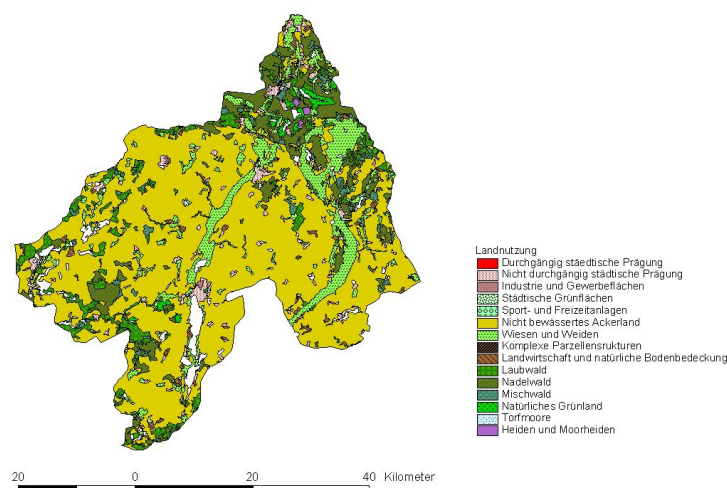 Landnutzung
Durchgängig städtische Prägung
Nicht durchgängig städtische Prägung
Industrie und Gewerbeflächen
Städtische Grünflächen
Sport- und Freizeitanlagen
Nicht bewässertes Ackerland
Wiesen und Weiden
Komplexe Parzellensrukturen
Landwirtschaft und natürliche Bodenbedeckung
Laubwald
Nadelwald
Mischwald
Natürliches Grünland
Torfmoore
Heiden und Moorheiden
20 0 20 40 Kilometer